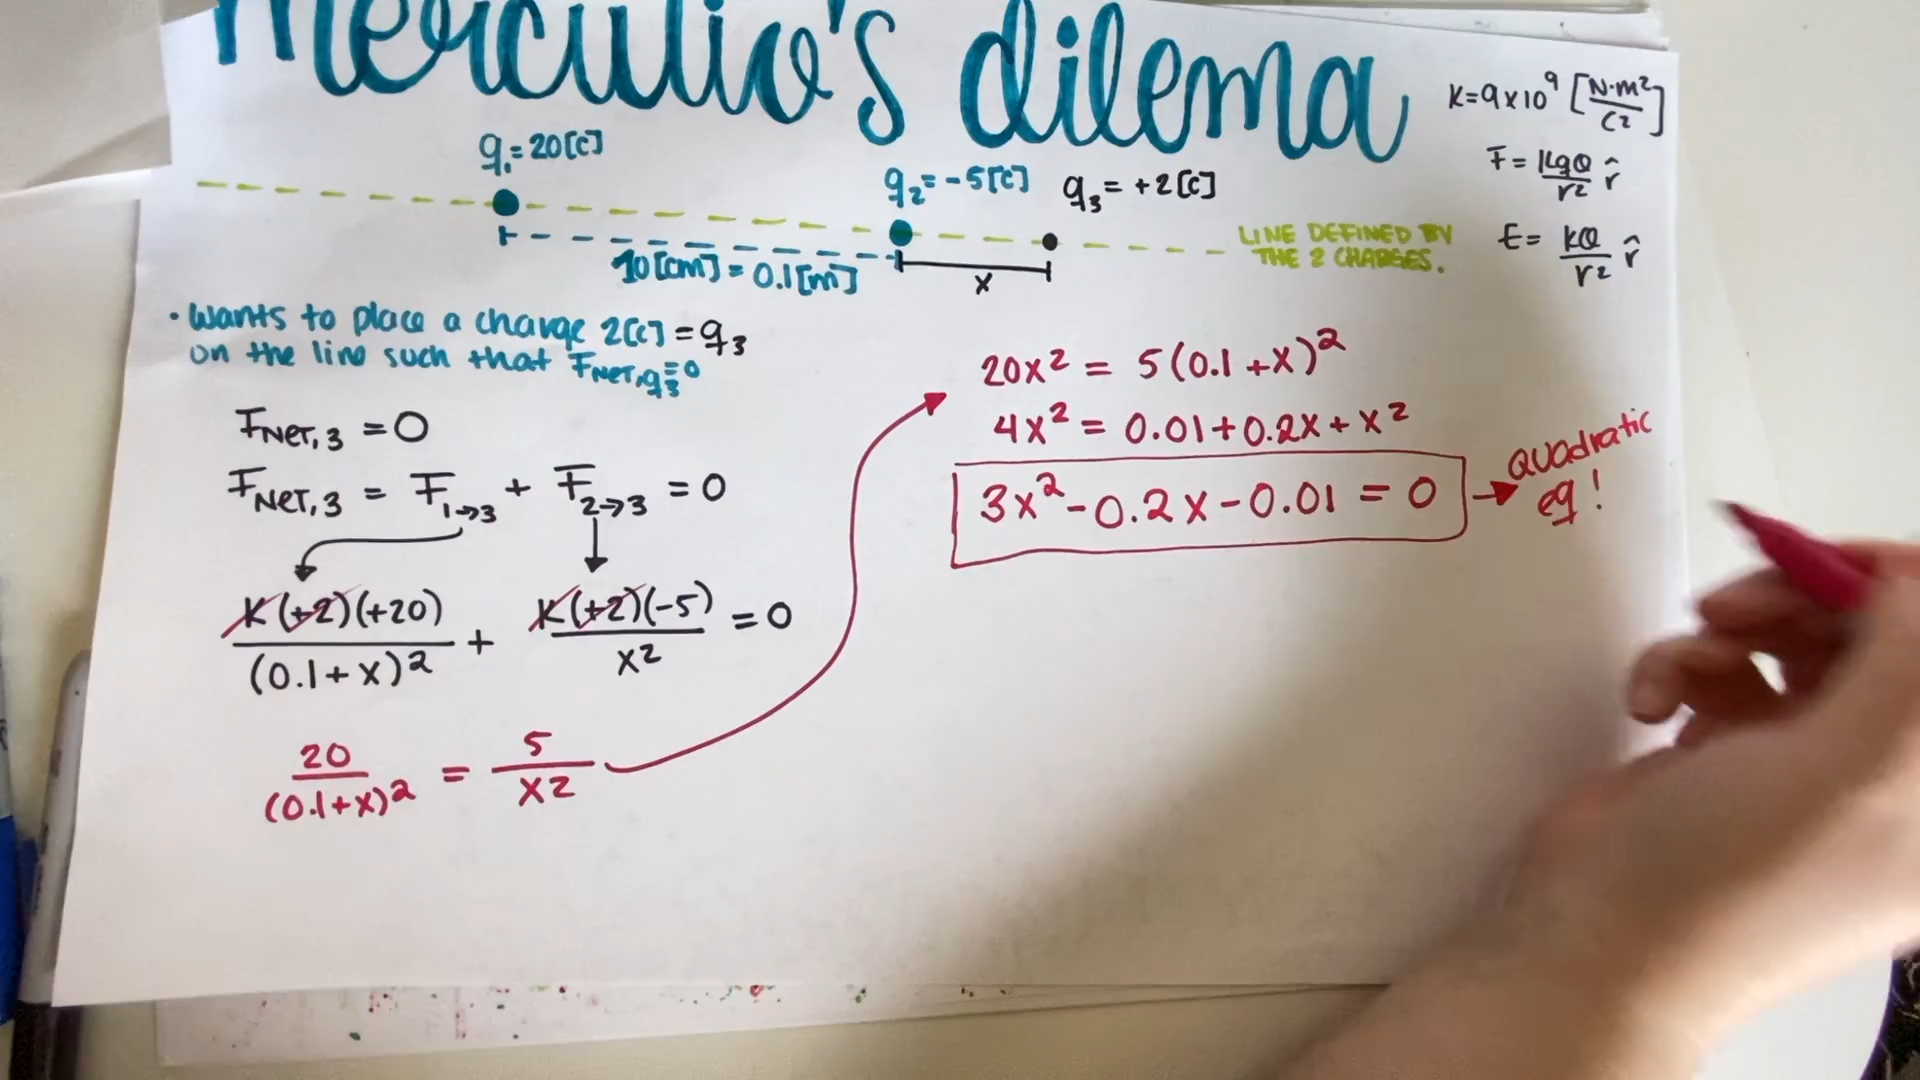 Mercutio's dilema
K=9x10⁹ [N·m²/C²]
F = KqQ/r² r̂
E = KQ/r² r̂
q₁=20[C]
q₂=-5[C]
q₃=+2[C]
10[cm]=0.1[m]
x
LINE DEFINED BY
THE 2 CHARGES.
• Wants to place a charge 2[C] = q₃
on the line such that F_NET,q₃=0
F_NET,3 = 0
F_NET,3 = F_1→3 + F_2→3 = 0
K(+2)(+20)/(0.1+x)² + K(+2)(-5)/x² = 0
20/(0.1+x)² = 5/x²
20x² = 5(0.1+x)²
4x² = 0.01+0.2x+x²
3x²-0.2x-0.01 = 0
Quadratic
eq!